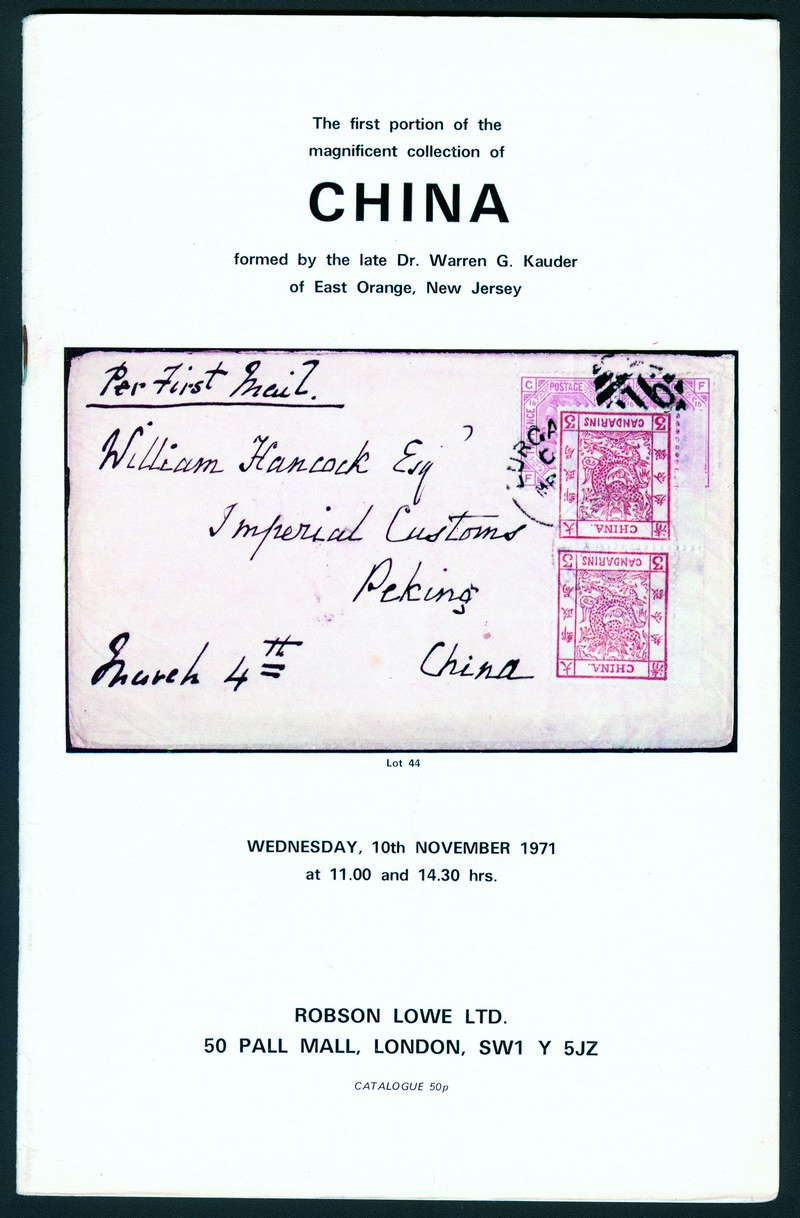 The first portion of the
magnificent collection of
CHINA
formed by the late Dr. Warren G. Kauder
of East Orange, New Jersey
Per First Mail.
William Hancock Esqr
Imperial Customs
Peking
China
March 4th
C POSTAGE F
CANDARINS
CHINA.
CANDARINS
CHINA.
Lot 44
WEDNESDAY, 10th NOVEMBER 1971
at 11.00 and 14.30 hrs.
ROBSON LOWE LTD.
50 PALL MALL, LONDON, SW1 Y 5JZ
CATALOGUE 50p